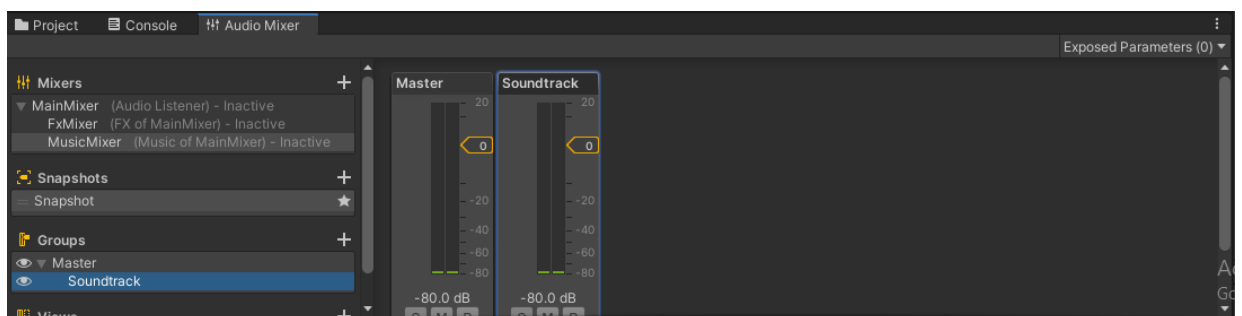 Project Console Audio Mixer
Exposed Parameters (0)
Mixers
MainMixer (Audio Listener) - Inactive
FxMixer (FX of MainMixer) - Inactive
MusicMixer (Music of MainMixer) - Inactive
Snapshots
Snapshot
Groups
Master
Soundtrack
Views
Master
20
0
-20
-40
-60
-80
-80.0 dB
S M B
Soundtrack
20
0
-20
-40
-60
-80
-80.0 dB
S M B